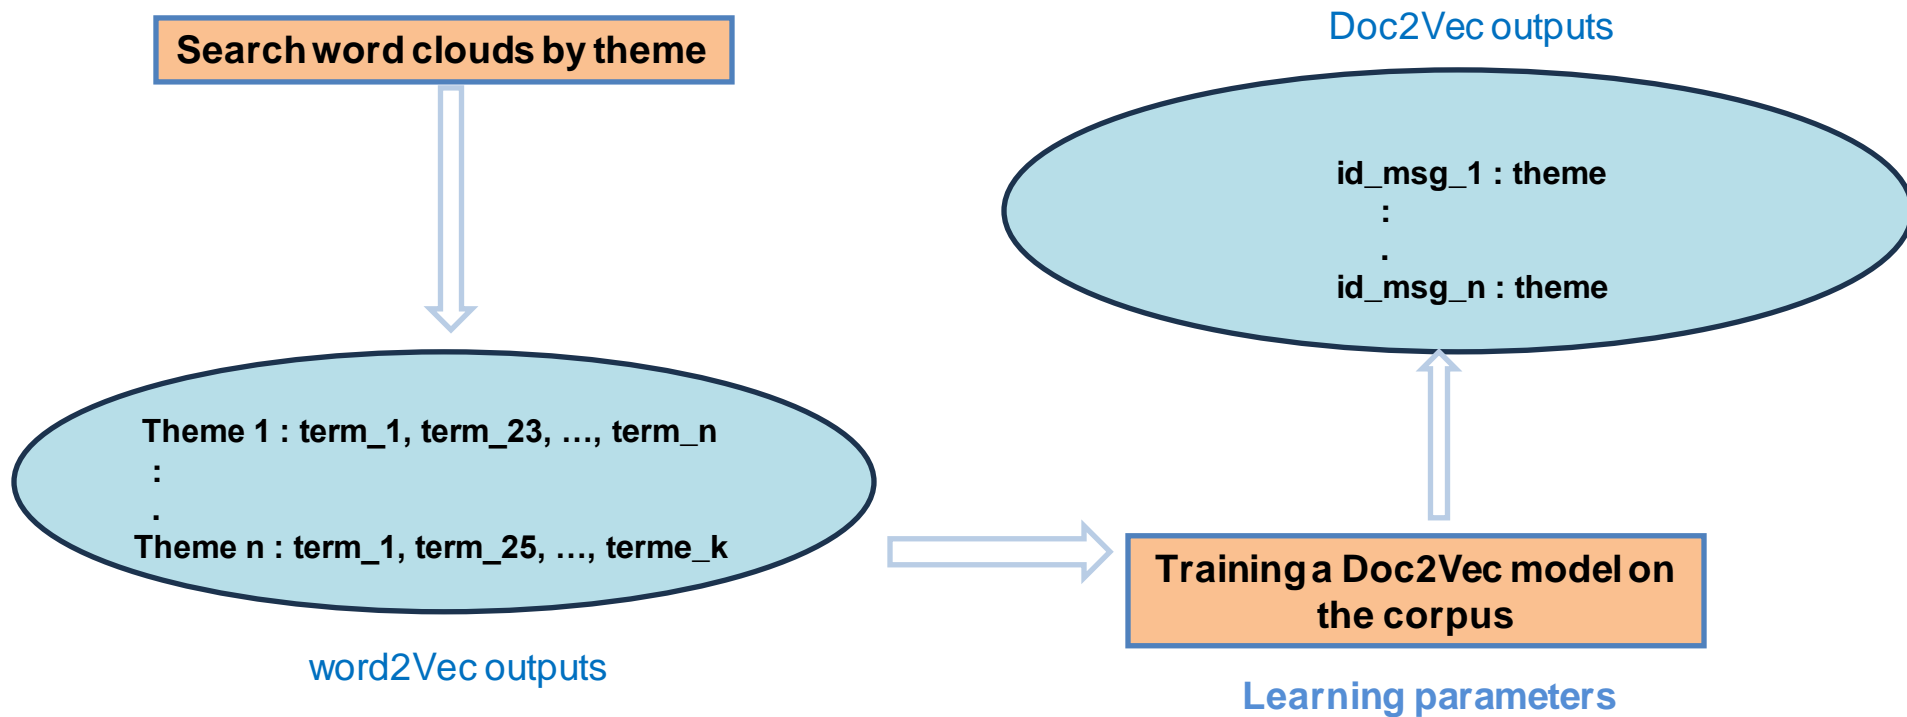 Search word clouds by theme
Theme 1 : term_1, term_23, …, term_n
:
.
Theme n : term_1, term_25, …, terme_k
word2Vec outputs
Doc2Vec outputs
id_msg_1 : theme
:
.
id_msg_n : theme
Training a Doc2Vec model on
the corpus
Learning parameters